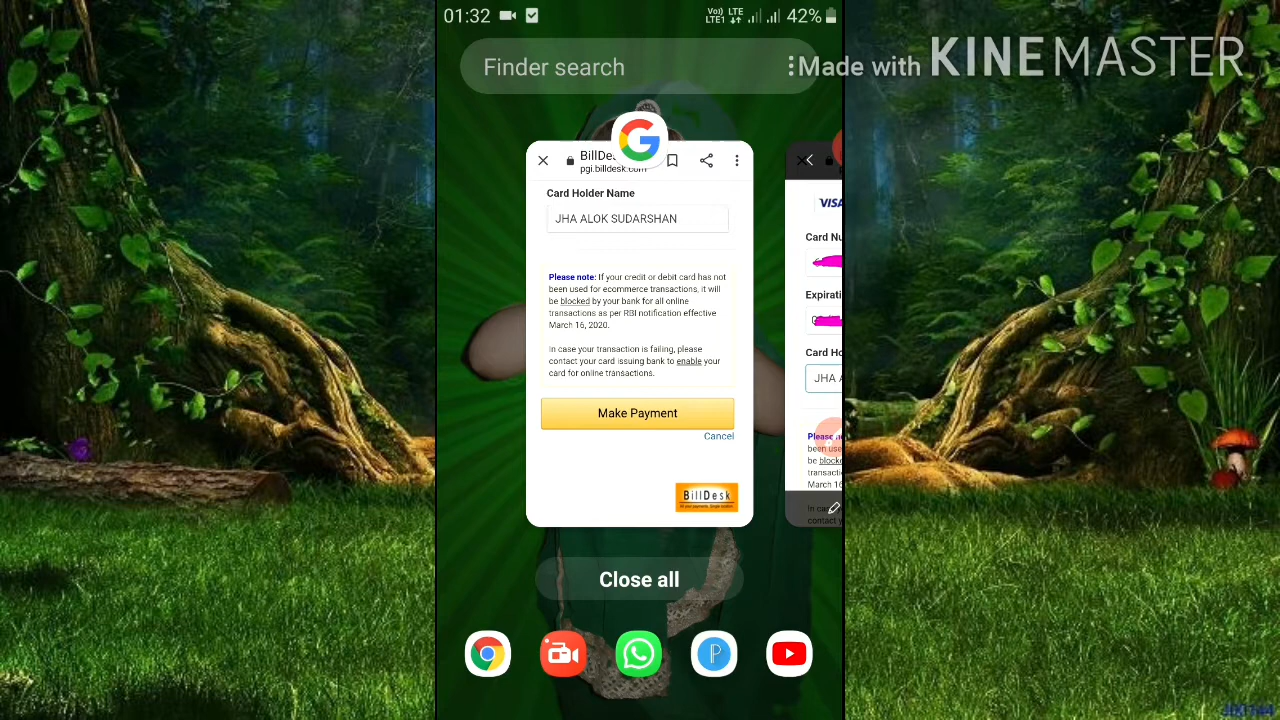 01:32
Vo) LTE
LTE1
42%
Finder search
Made with KINEMASTER
pgi.billdesk.com
Card Holder Name
JHA ALOK SUDARSHAN
Please note: If your credit or debit card has not
been used for ecommerce transactions, it will
be blocked by your bank for all online
transactions as per RBI notification effective
March 16, 2020.
In case your transaction is failing, please
contact your card issuing bank to enable your
card for online transactions.
Make Payment
Cancel
BillDesk
VISA
Card Nu
Expirati
Card Ho
JHA A
Please
been use
be block
transacti
March 16
In cas
contact y
Close all